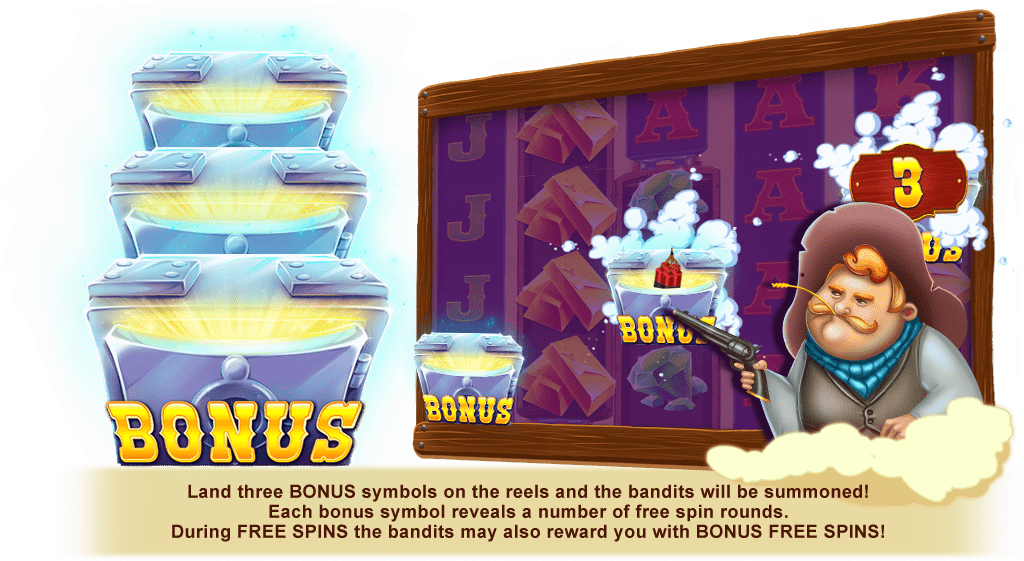 J A A K
3
J A
BONUS NUS
J A
BONUS
BONUS
Land three BONUS symbols on the reels and the bandits will be summoned!
Each bonus symbol reveals a number of free spin rounds.
During FREE SPINS the bandits may also reward you with BONUS FREE SPINS!